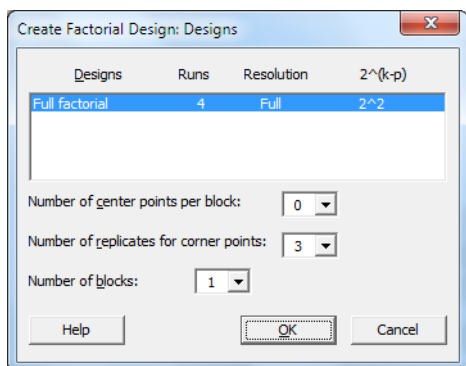 Create Factorial Design: Designs
Designs Runs Resolution 2^(k-p)
Full factorial 4 Full 2^2
Number of center points per block: 0
Number of replicates for corner points: 3
Number of blocks: 1
Help OK Cancel